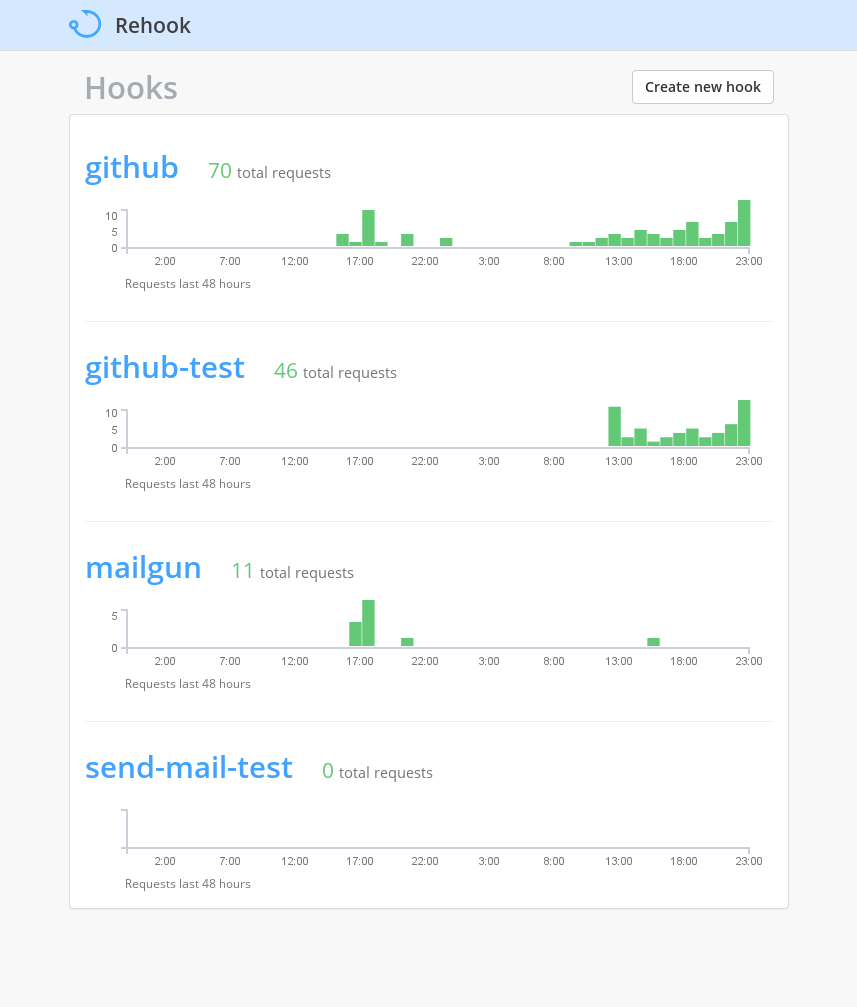 Rehook
Hooks
Create new hook
github 70 total requests
10
5
0
2:00 7:00 12:00 17:00 22:00 3:00 8:00 13:00 18:00 23:00
Requests last 48 hours
github-test 46 total requests
10
5
0
2:00 7:00 12:00 17:00 22:00 3:00 8:00 13:00 18:00 23:00
Requests last 48 hours
mailgun 11 total requests
5
0
2:00 7:00 12:00 17:00 22:00 3:00 8:00 13:00 18:00 23:00
Requests last 48 hours
send-mail-test 0 total requests
2:00 7:00 12:00 17:00 22:00 3:00 8:00 13:00 18:00 23:00
Requests last 48 hours